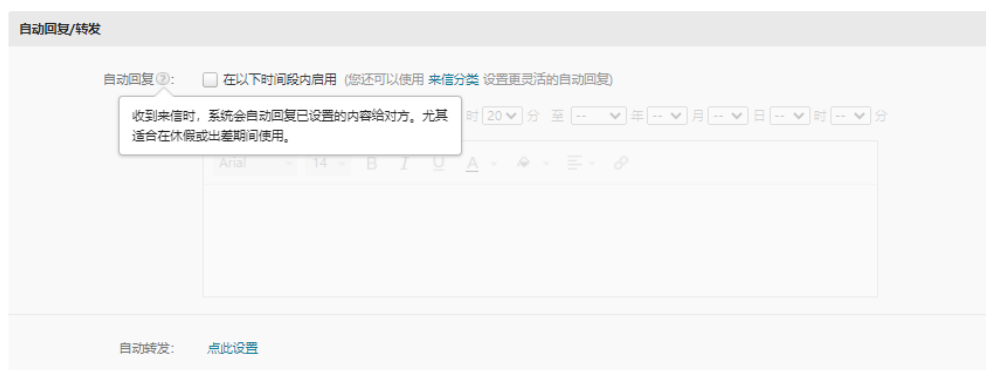 自动回复/转发
自动回复?: 在以下时间段内启用 (您还可以使用 来信分类 设置更灵活的自动回复)
收到来信时，系统会自动回复已设置的内容给对方。尤其
适合在休假或出差期间使用。
时 20 分 至 -- 年 -- 月 -- 日 -- 时 -- 分
Arial 14 B I U A
自动转发: 点此设置